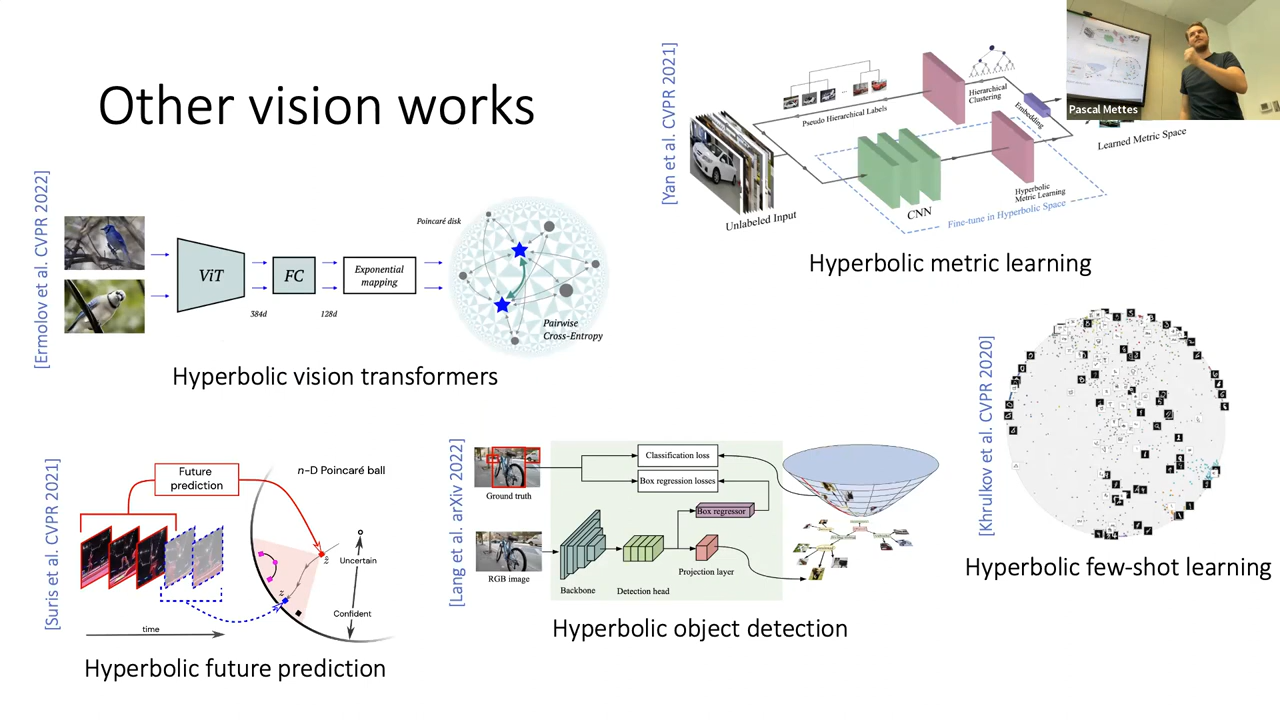 Other vision works
[Ermolov et al. CVPR 2022]
ViT
FC
Exponential
mapping
384d
128d
Poincaré disk
Pairwise
Cross-Entropy
Hyperbolic vision transformers
[Yan et al. CVPR 2021]
Pseudo Hierarchical Labels
Hierarchical
Clustering
Embedding
Unlabeled Input
CNN
Hyperbolic
Metric Learning
Fine-tune in Hyperbolic Space
Learned Metric Space
Hyperbolic metric learning
Pascal Mettes
[Suris et al. CVPR 2021]
Future
prediction
n-D Poincaré ball
ẑ
z
Uncertain
Confident
time
Hyperbolic future prediction
[Lang et al. arXiv 2022]
Ground truth
RGB image
Classification loss
Box regression losses
Box regressor
Projection layer
Backbone
Detection head
Hyperbolic object detection
[Khrulkov et al. CVPR 2020]
Hyperbolic few-shot learning